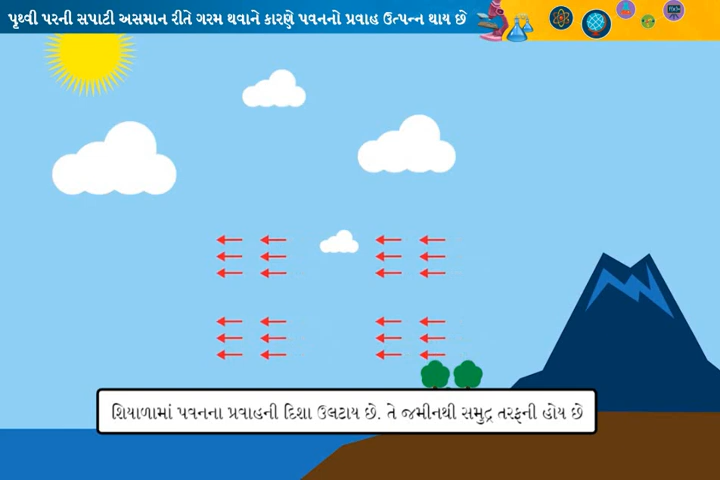 પૃથ્વી પરની સપાટી અસમાન રીતે ગરમ થવાને કારણે પવનનો પ્રવાહ ઉત્પન્ન થાય છે
શિયાળામાં પવનના પ્રવાહની દિશા ઉલટાય છે. તે જમીનથી સમુદ્ર તરફની હોય છે